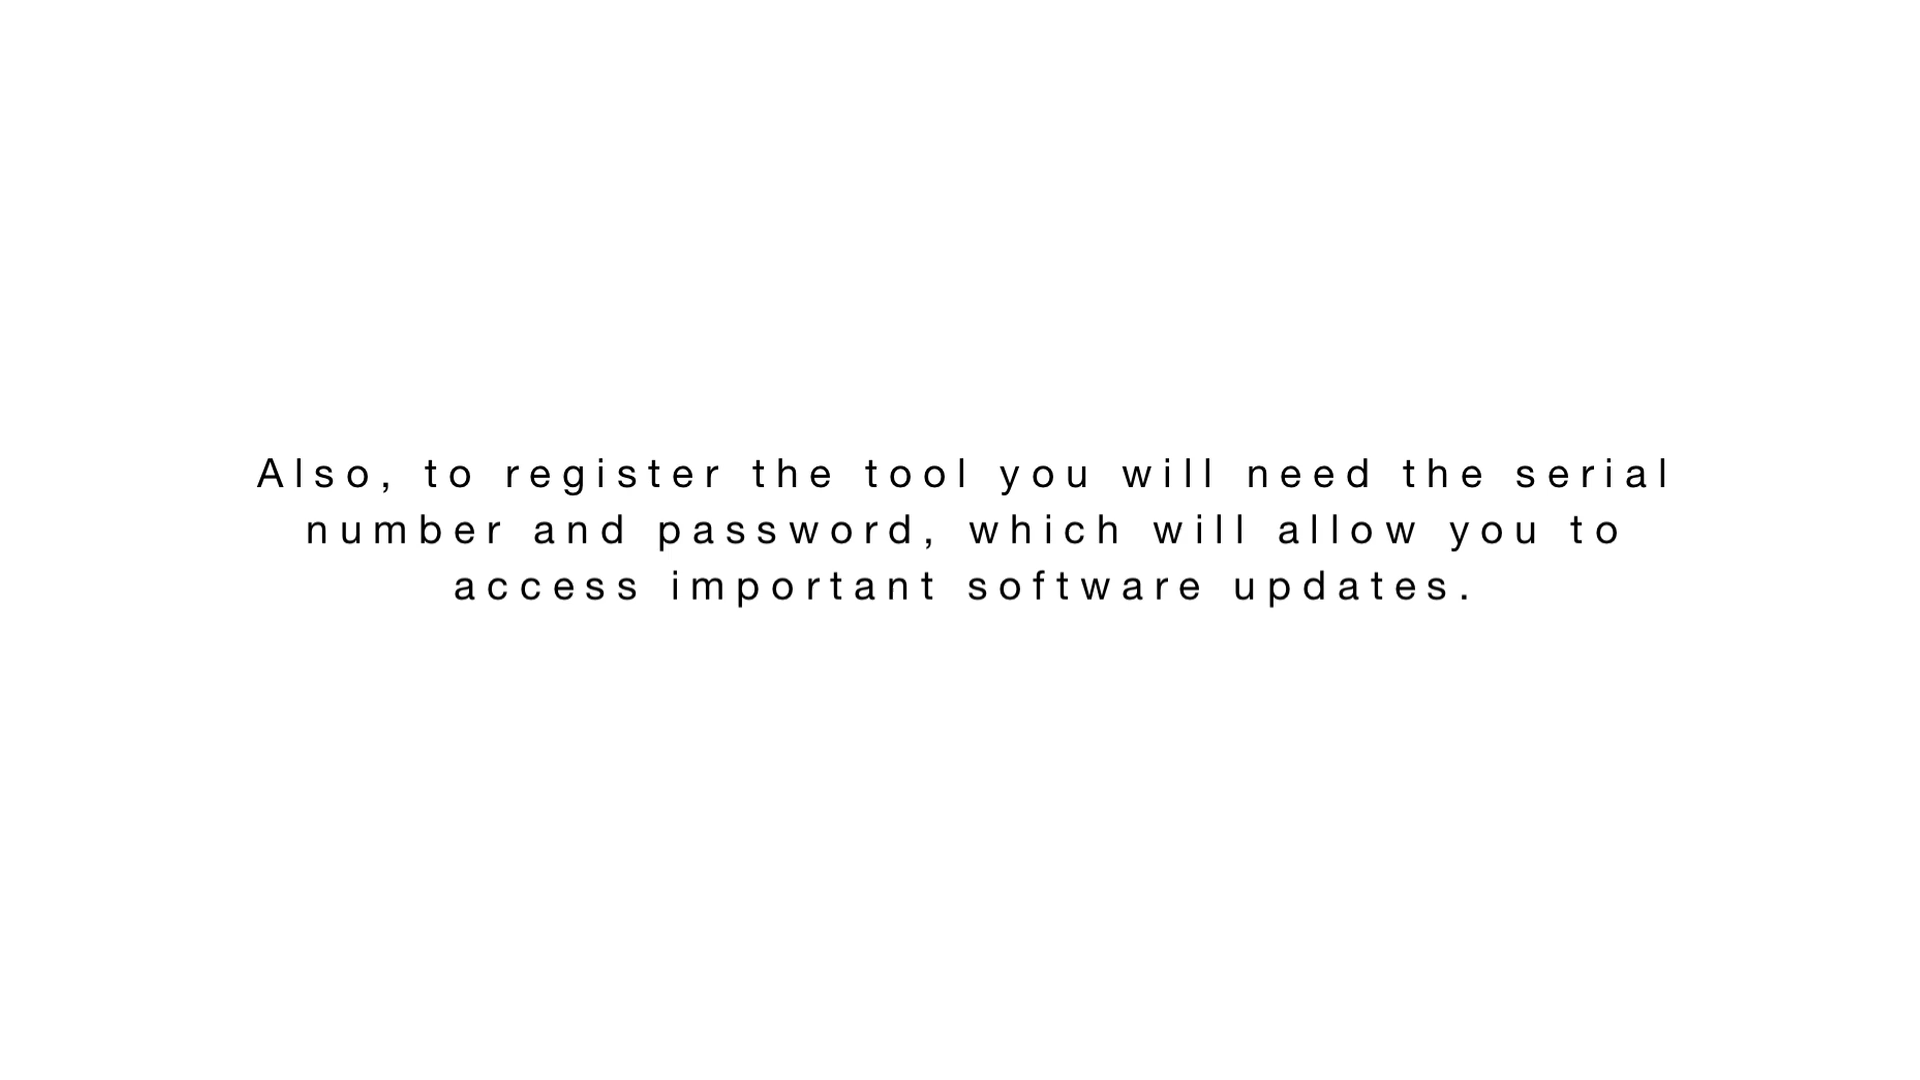 Also, to register the tool you will need the serial
number and password, which will allow you to
access important software updates.